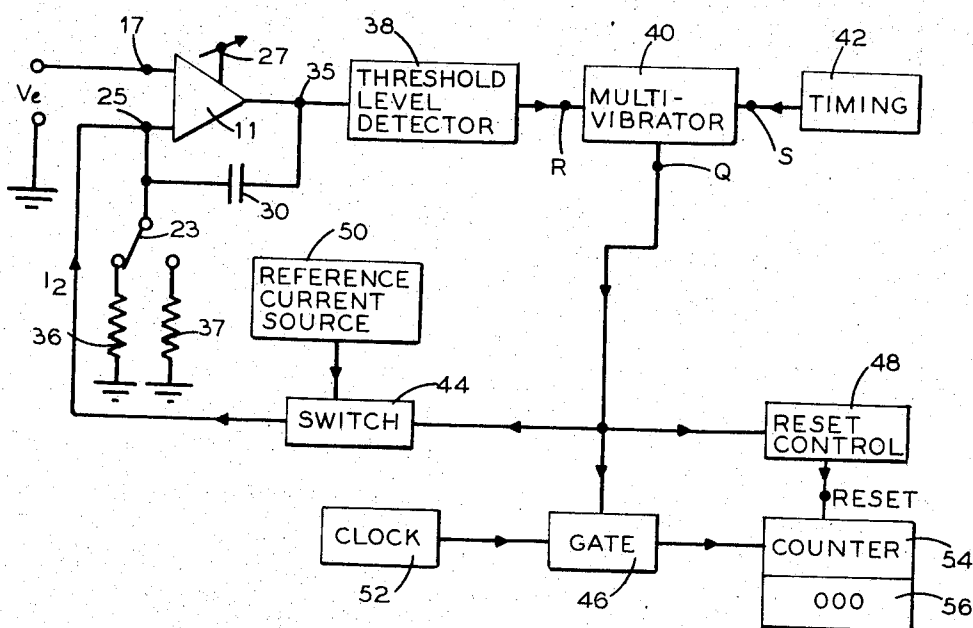 17
27
38
40
42
35
Ve
25
11
THRESHOLD
LEVEL
DETECTOR
MULTI-
VIBRATOR
TIMING
R
S
Q
30
23
50
I2
36
37
REFERENCE
CURRENT
SOURCE
44
48
SWITCH
RESET
CONTROL
RESET
CLOCK
GATE
COUNTER
54
52
46
000
56